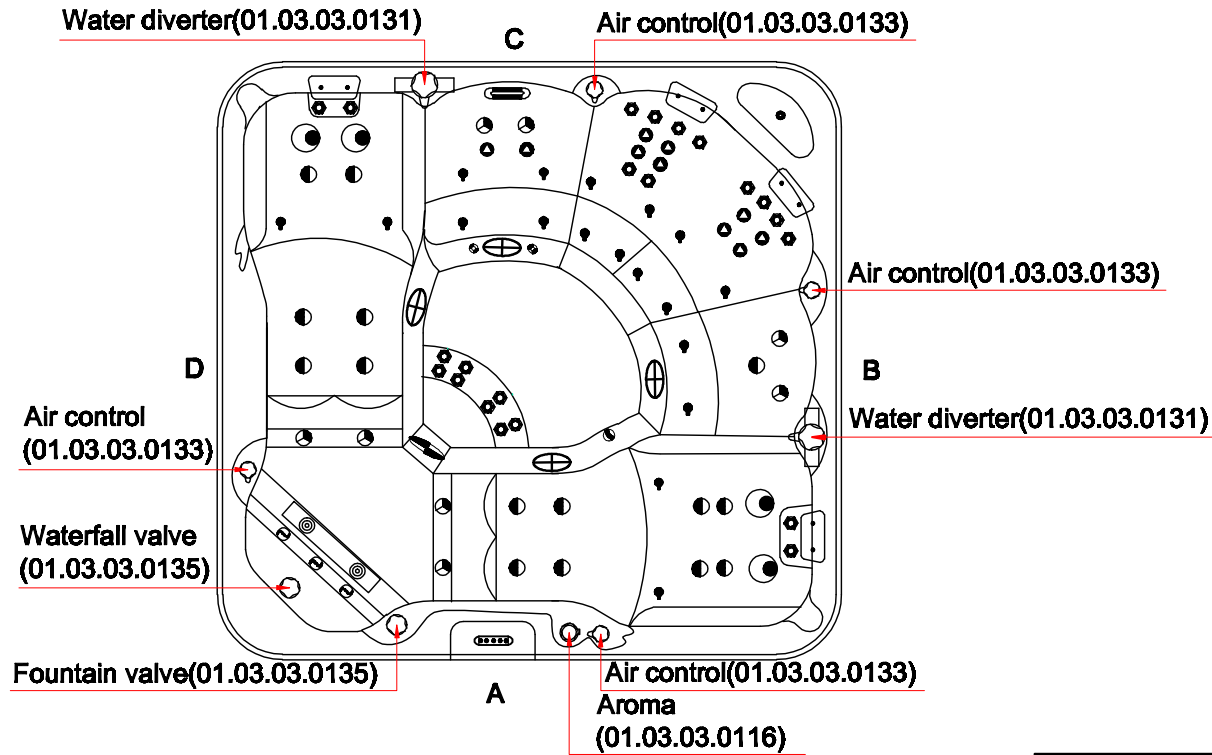 Water diverter(01.03.03.0131)
C
Air control(01.03.03.0133)
Air control(01.03.03.0133)
D
B
Air control
(01.03.03.0133)
Water diverter(01.03.03.0131)
Waterfall valve
(01.03.03.0135)
Fountain valve(01.03.03.0135)
A
Air control(01.03.03.0133)
Aroma
(01.03.03.0116)